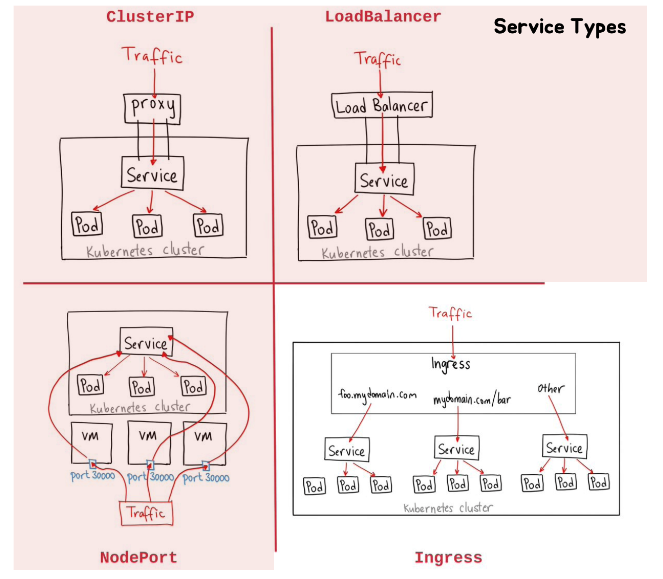 ClusterIP
LoadBalancer
Service Types
Traffic
proxy
Service
Pod
Pod
Pod
Kubernetes cluster
Traffic
Load Balancer
Service
Pod
Pod
Pod
Kubernetes cluster
Service
Pod
Pod
Pod
Kubernetes cluster
VM
VM
VM
port 30000
port 30000
port 30000
Traffic
NodePort
Traffic
Ingress
foo.mydomain.com
mydomain.com/bar
Other
Service
Service
Service
Pod
Pod
Pod
Pod
Pod
Pod
Pod
Pod
Pod
Kubernetes cluster
Ingress